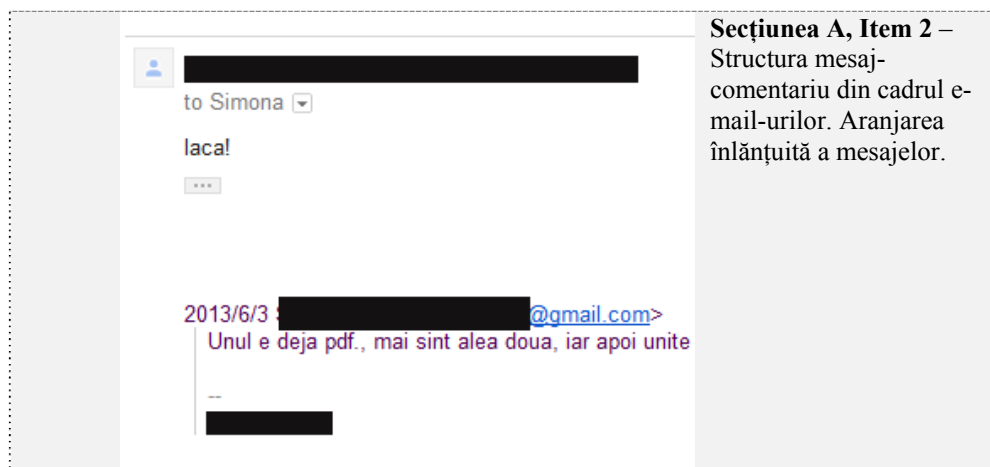 to Simona
Iaca!
2013/6/3 @gmail.com>
Unul e deja pdf., mai sint alea doua, iar apoi unite
--
Secțiunea A, Item 2 –
Structura mesaj-
comentariu din cadrul e-
mail-urilor. Aranjarea
înlănțuită a mesajelor.